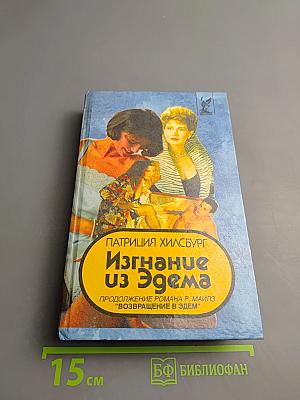 ПАТРИЦИЯ ХИЛСБУРГ
Изгнание
из Эдема
ПРОДОЛЖЕНИЕ РОМАНА Р. МАЙЛЗ
"ВОЗВРАЩЕНИЕ В ЭДЕМ"
15 см
БФ БИБЛИОФАН